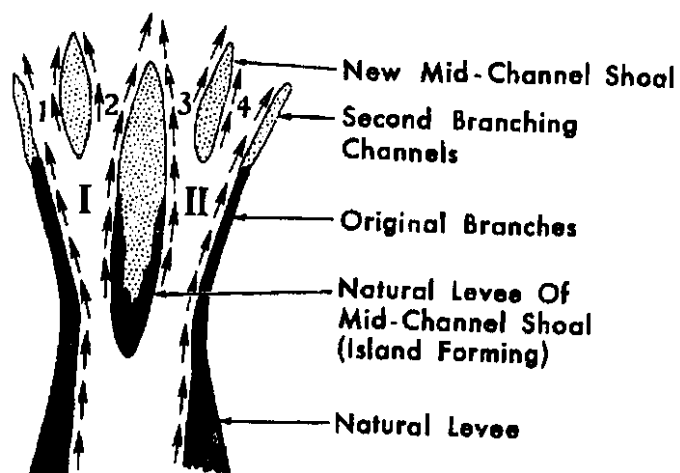 1 2 3 4
New Mid-Channel Shoal
Second Branching
Channels
I II
Original Branches
Natural Levee Of
Mid-Channel Shoal
(Island Forming)
Natural Levee